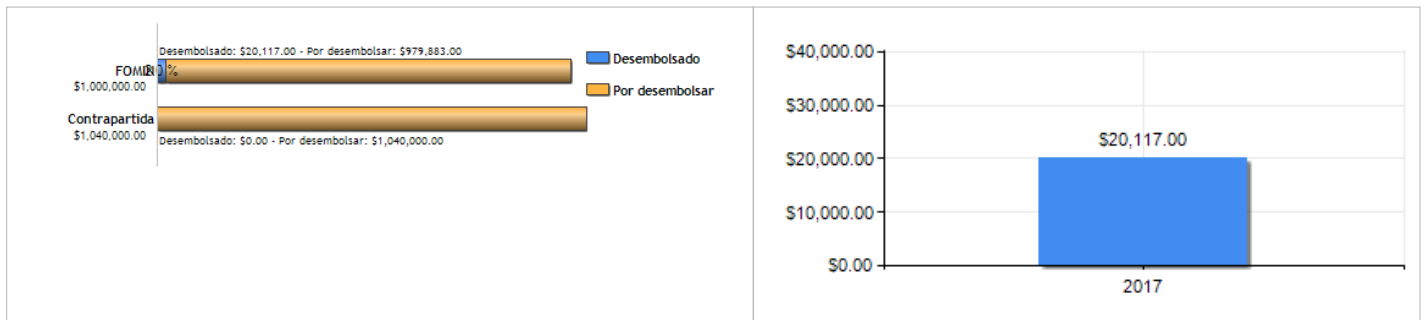 Desembolsado: $20,117.00 - Por desembolsar: $979,883.00
FOMIN
%
$1,000,000.00
Contrapartida
$1,040,000.00
Desembolsado: $0.00 - Por desembolsar: $1,040,000.00
Desembolsado
Por desembolsar
$40,000.00
$30,000.00
$20,000.00
$10,000.00
$0.00
$20,117.00
2017